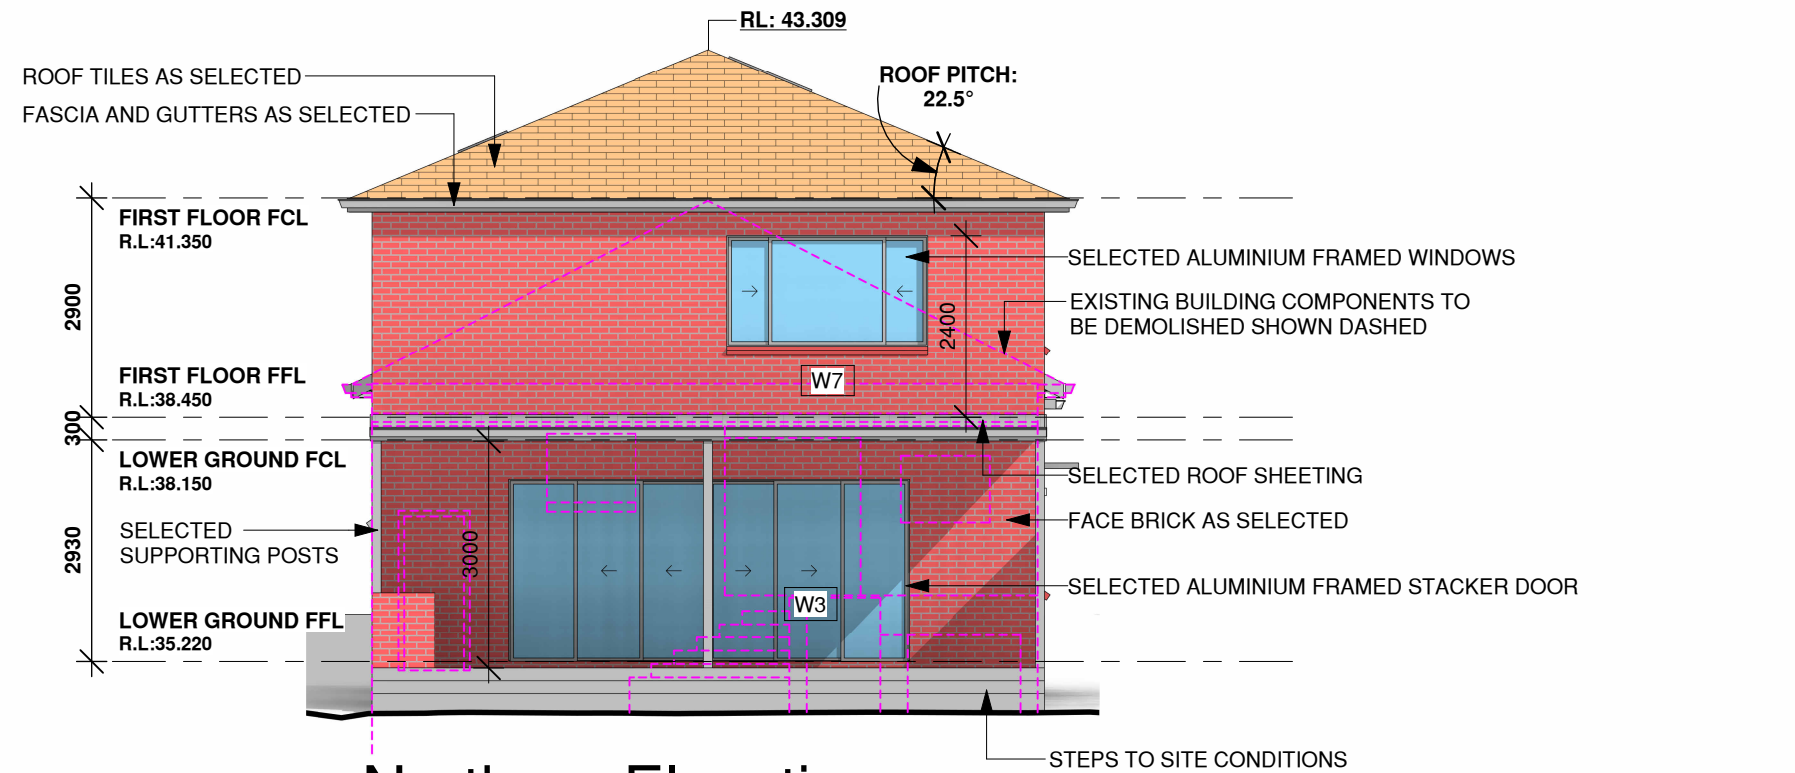 RL: 43.309
ROOF TILES AS SELECTED
ROOF PITCH:
22.5°
FASCIA AND GUTTERS AS SELECTED
FIRST FLOOR FCL
R.L:41.350
SELECTED ALUMINIUM FRAMED WINDOWS
2900
2400
EXISTING BUILDING COMPONENTS TO
BE DEMOLISHED SHOWN DASHED
FIRST FLOOR FFL
R.L:38.450
W7
300
LOWER GROUND FCL
R.L:38.150
SELECTED ROOF SHEETING
SELECTED
SUPPORTING POSTS
FACE BRICK AS SELECTED
2930
3000
SELECTED ALUMINIUM FRAMED STACKER DOOR
W3
LOWER GROUND FFL
R.L:35.220
STEPS TO SITE CONDITIONS